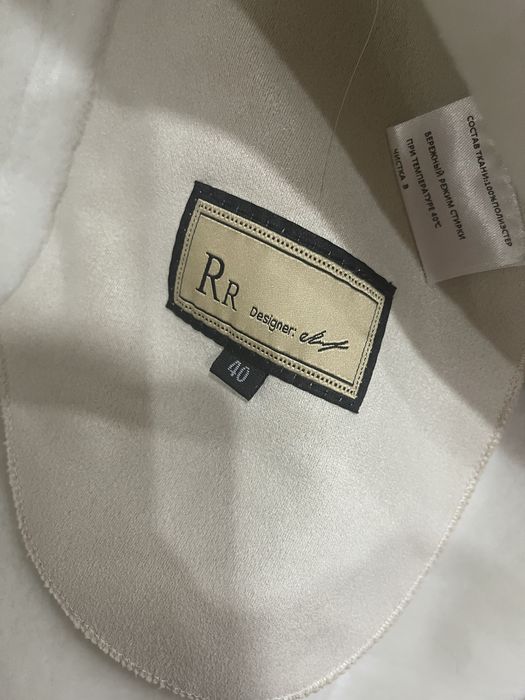 RR Designer:
40
СОСТАВ ТКАНИ:100%ПОЛИЭСТЕР
БЕРЕЖНЫЙ РЕЖИМ СТИРКИ
ПРИ ТЕМПЕРАТУРЕ 40°C
ЧИСТКА, В